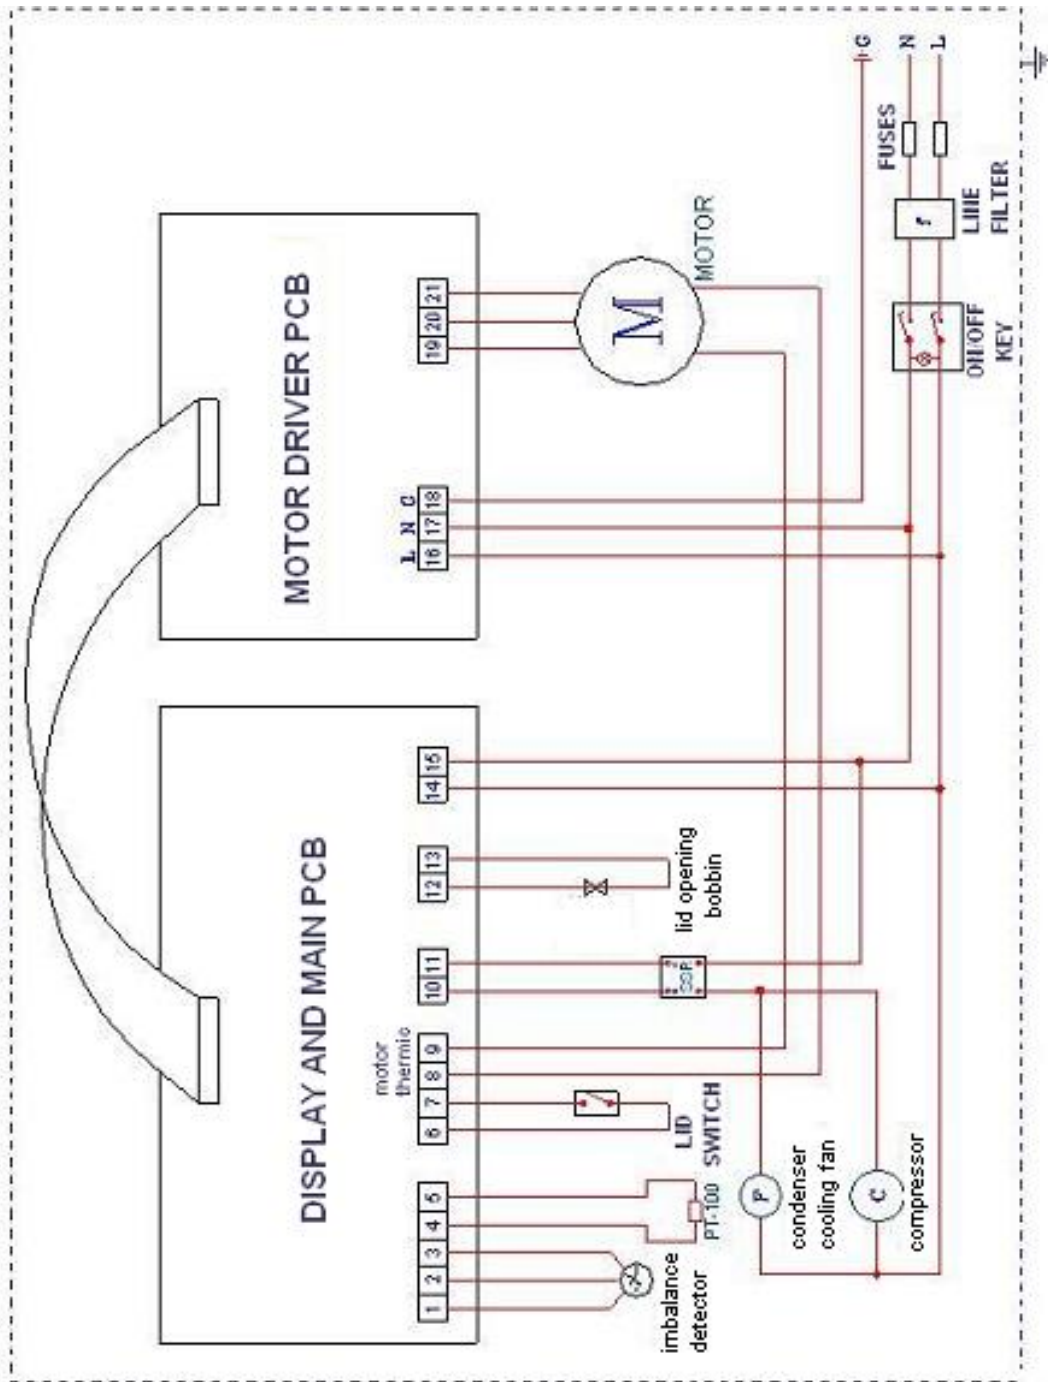 DISPLAY AND MAIN PCB
MOTOR DRIVER PCB
motor
thermic
L N G
1 2 3 4 5
6 7 8 9
10 11
12 13
14 15
16 17 18
19 20 21
imbalance
detector
PT-100
LID
SWITCH
SSR
lid opening
bobbin
M
MOTOR
F
condenser
cooling fan
C
compressor
ON/OFF
KEY
LINE
FILTER
FUSES
G
N
L